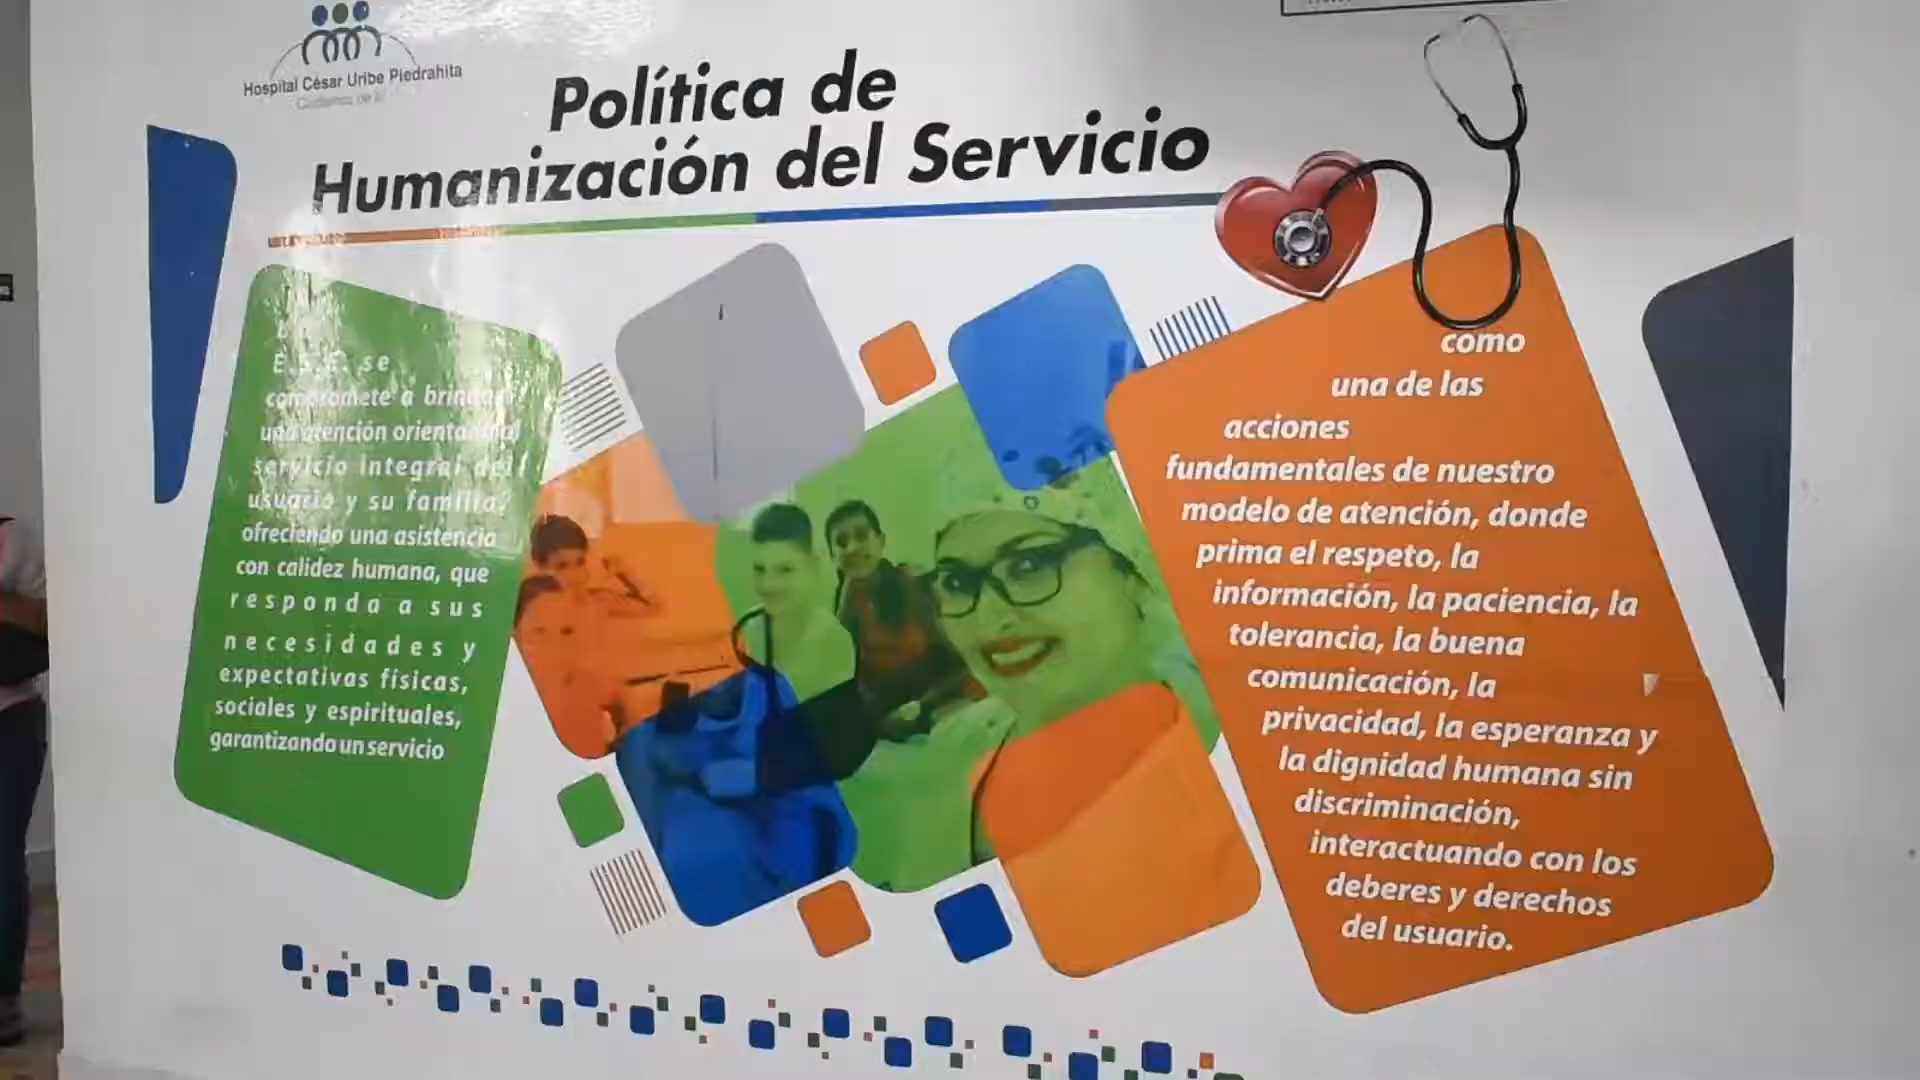 Hospital César Uribe Piedrahita
Política de
Humanización del Servicio
E.S.E. se
compromete a brindar
una atención
servicio integral del
usuario y su familia,
ofreciendo una asistencia
con calidez humana, que
responda a sus
necesidades y
expectativas físicas,
sociales y espirituales,
garantizando un servicio
como
una de las
acciones
fundamentales de nuestro
modelo de atención, donde
prima el respeto, la
información, la paciencia, la
tolerancia, la buena
comunicación, la
privacidad, la esperanza y
la dignidad humana sin
discriminación,
interactuando con los
deberes y derechos
del usuario.